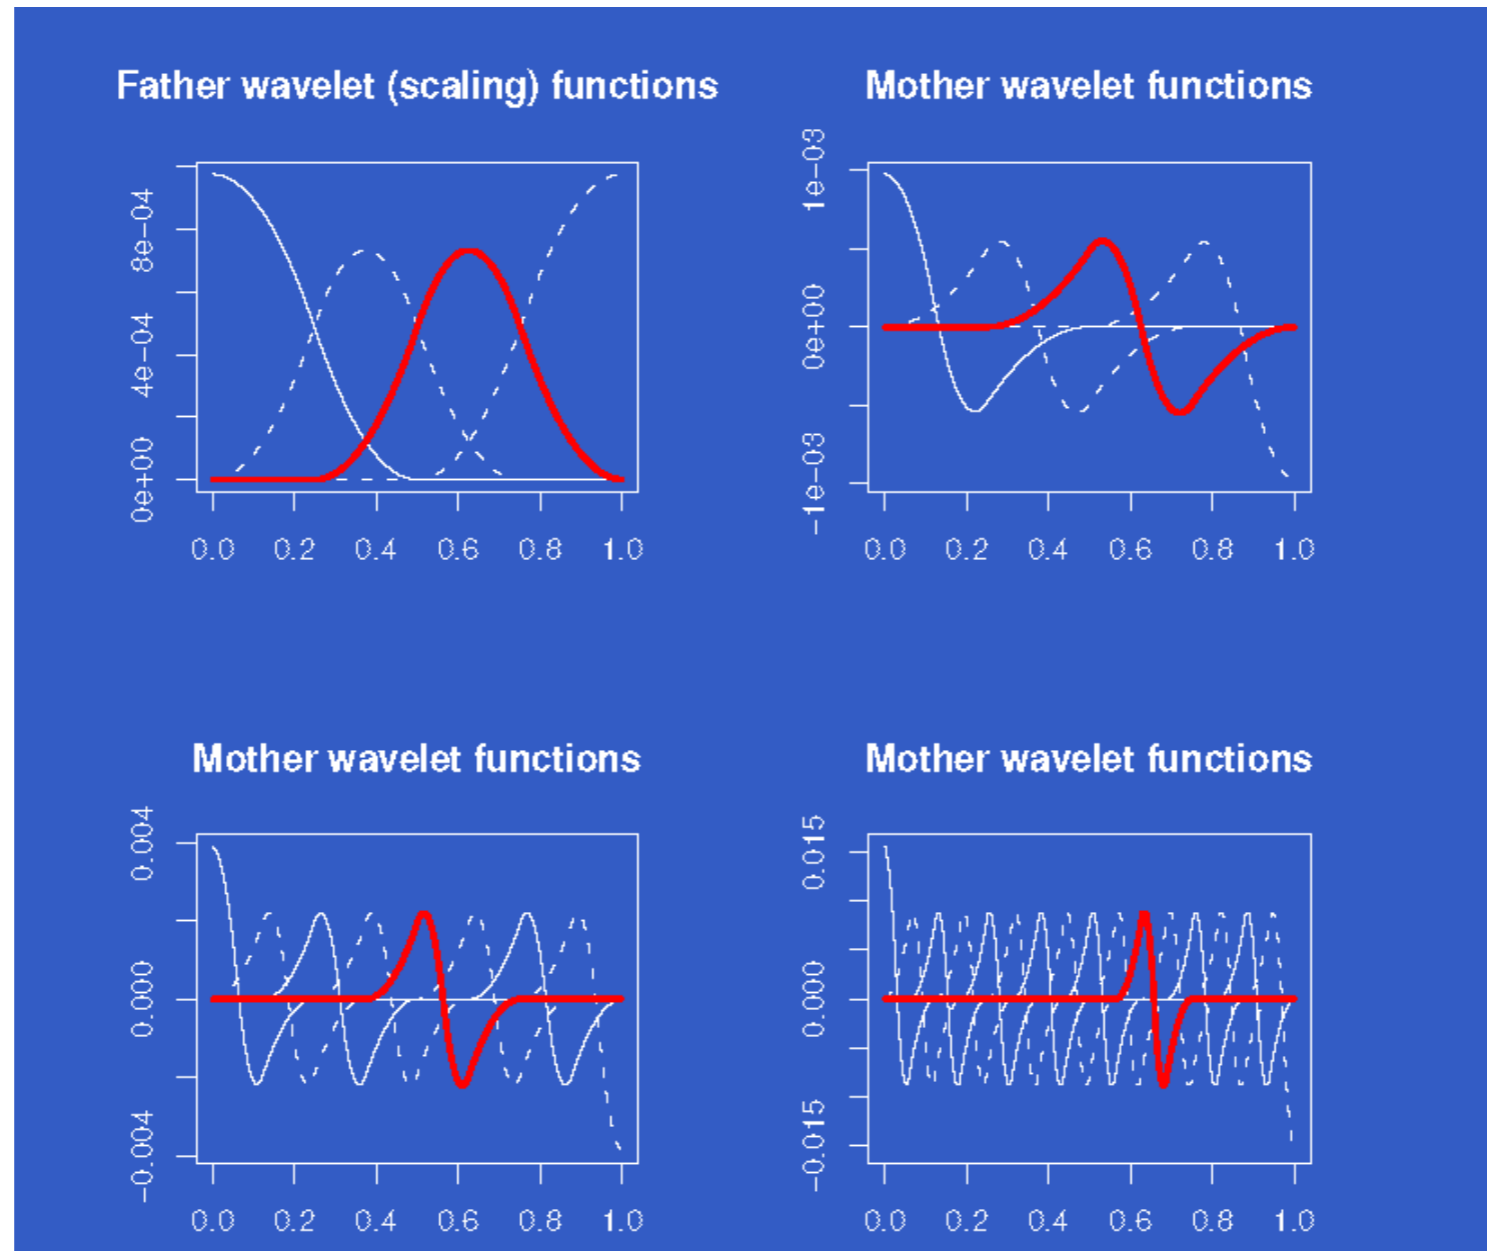 Father wavelet (scaling) functions
8e-04
4e-04
0e+00
0.0 0.2 0.4 0.6 0.8 1.0
Mother wavelet functions
1e-03
0e+00
-1e-03
0.0 0.2 0.4 0.6 0.8 1.0
Mother wavelet functions
0.004
0.000
-0.004
0.0 0.2 0.4 0.6 0.8 1.0
Mother wavelet functions
0.015
0.000
-0.015
0.0 0.2 0.4 0.6 0.8 1.0